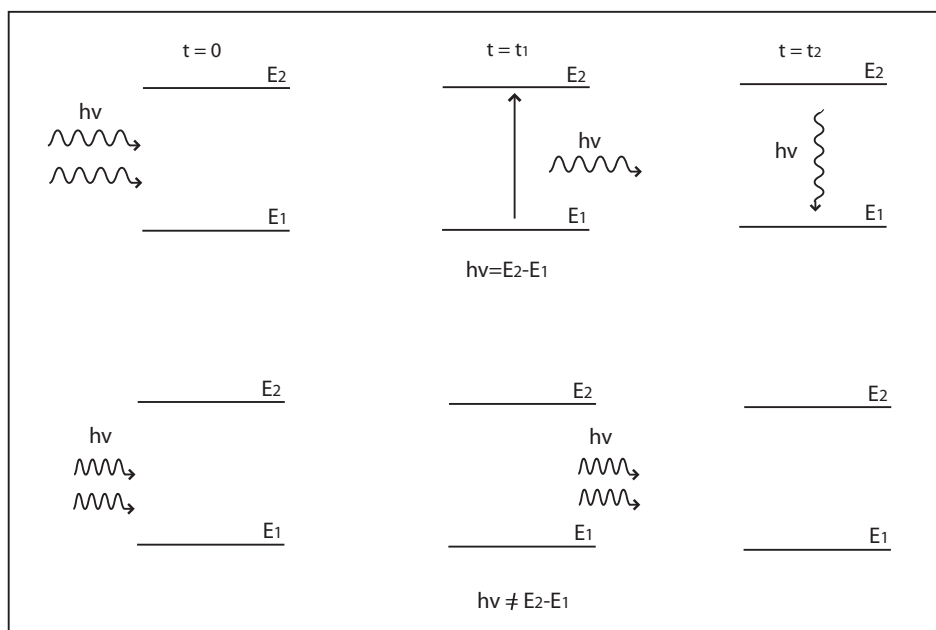 t = 0
t = t1
t = t2
E2
E2
E2
hv
hv
hv
E1
E1
E1
hv=E2-E1
E2
E2
E2
hv
hv
E1
E1
E1
hv ≠ E2-E1